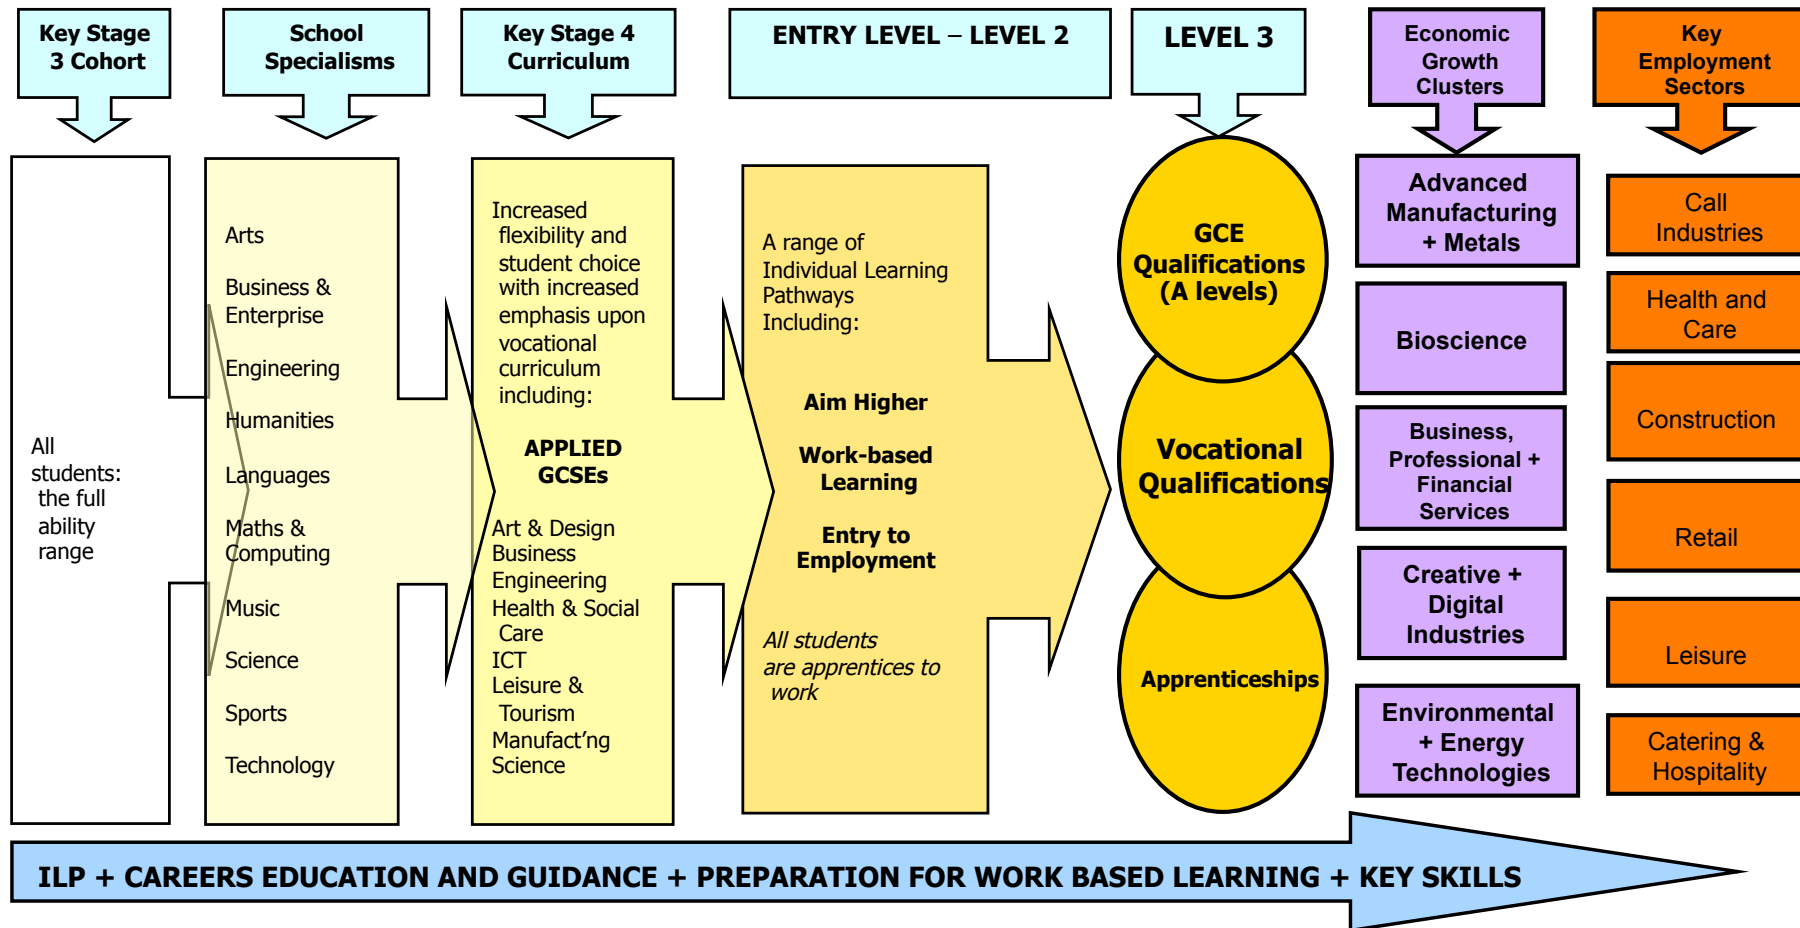 Key Stage
3 Cohort
School
Specialisms
Key Stage 4
Curriculum
ENTRY LEVEL – LEVEL 2
LEVEL 3
Economic
Growth
Clusters
Key
Employment
Sectors
All
students:
the full
ability
range
Arts
Business &
Enterprise
Engineering
Humanities
Languages
Maths &
Computing
Music
Science
Sports
Technology
Increased
flexibility and
student choice
with increased
emphasis upon
vocational
curriculum
including:
APPLIED
GCSEs
Art & Design
Business
Engineering
Health & Social
Care
ICT
Leisure &
Tourism
Manufact'ng
Science
A range of
Individual Learning
Pathways
Including:
Aim Higher
Work-based
Learning
Entry to
Employment
All students
are apprentices to
work
GCE
Qualifications
(A levels)
Vocational
Qualifications
Apprenticeships
Advanced
Manufacturing
+ Metals
Bioscience
Business,
Professional +
Financial
Services
Creative +
Digital
Industries
Environmental
+ Energy
Technologies
Call
Industries
Health and
Care
Construction
Retail
Leisure
Catering &
Hospitality
ILP + CAREERS EDUCATION AND GUIDANCE + PREPARATION FOR WORK BASED LEARNING + KEY SKILLS